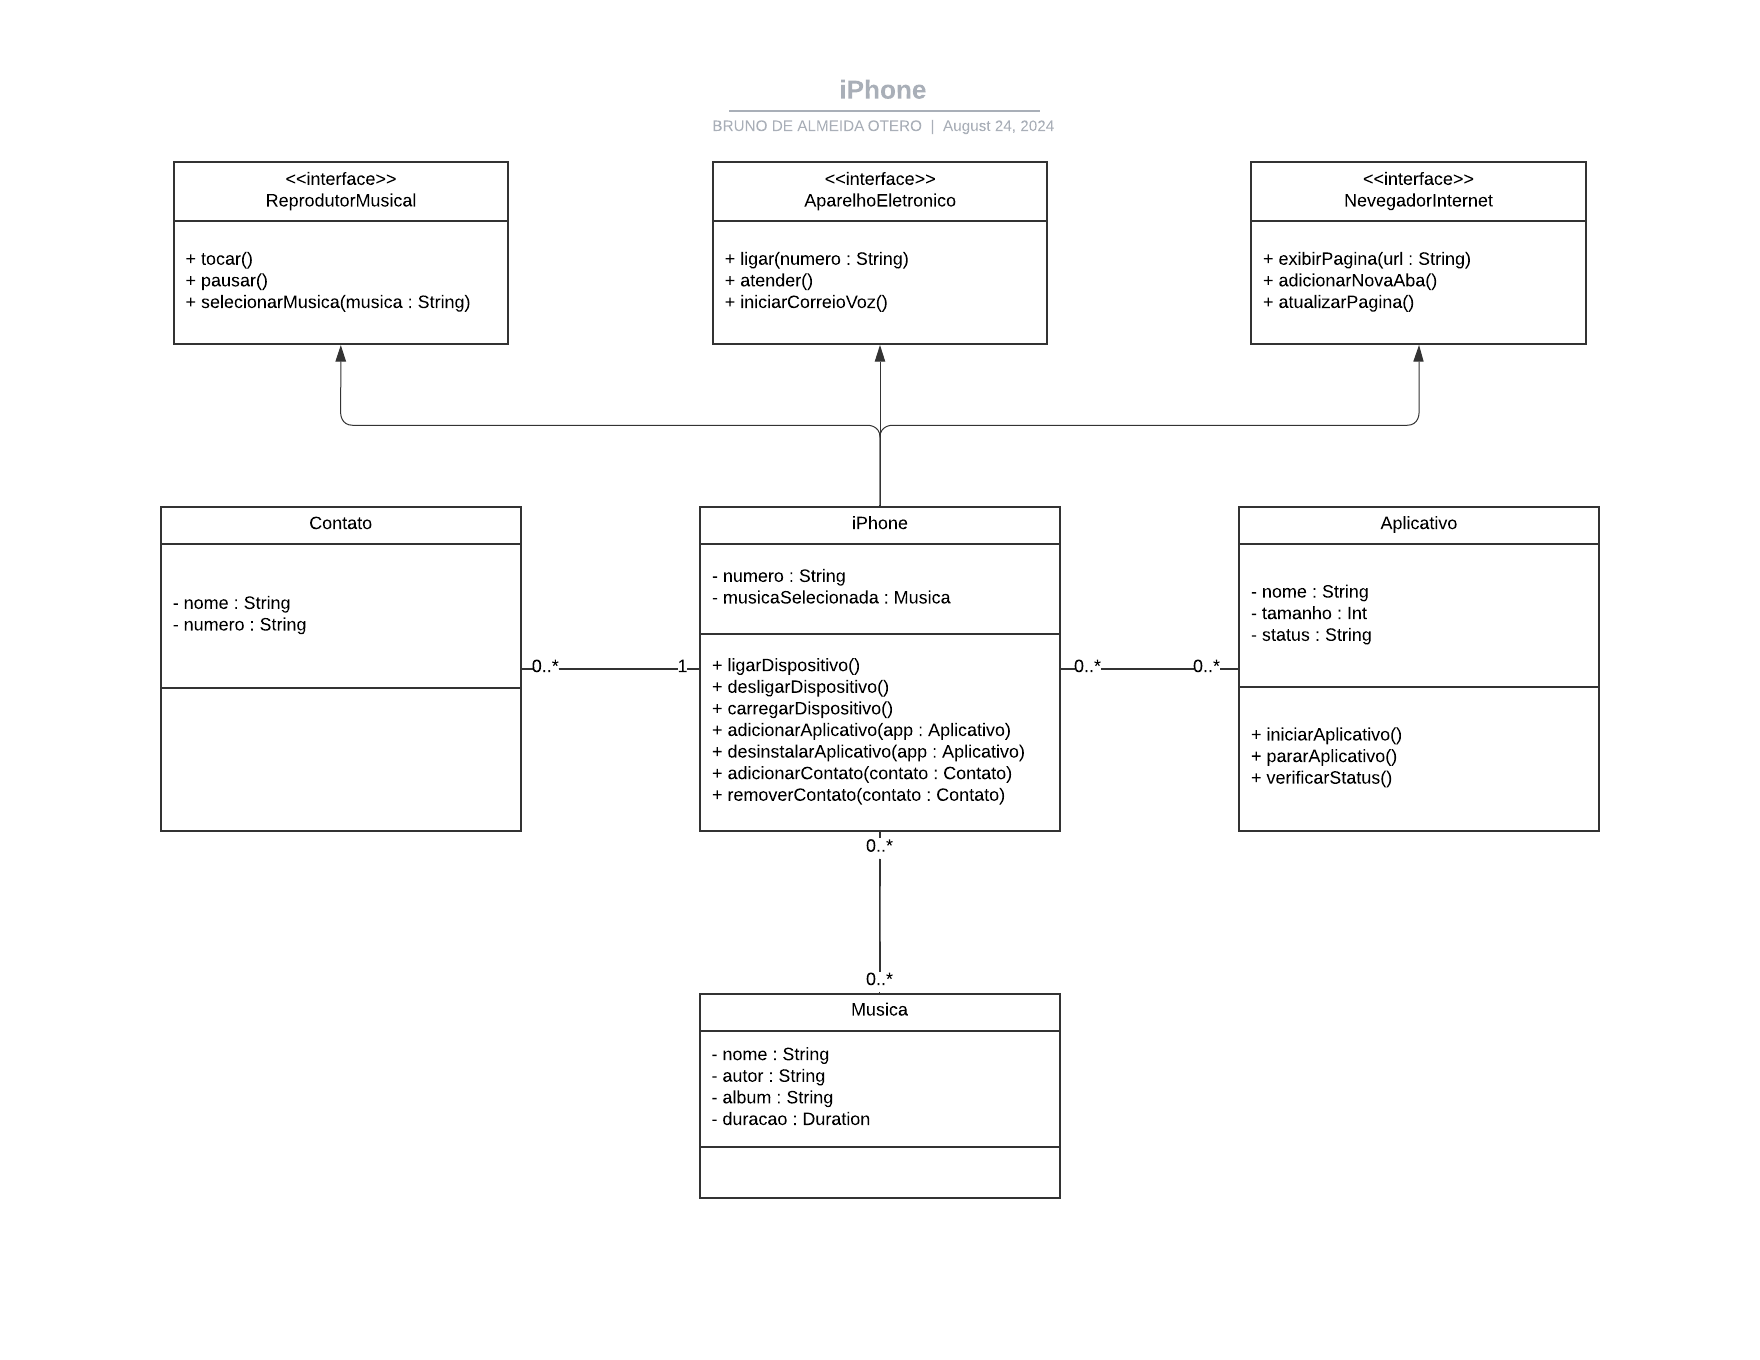 iPhone
BRUNO DE ALMEIDA OTERO | August 24, 2024
<<interface>>
ReprodutorMusical
+ tocar()
+ pausar()
+ selecionarMusica(musica : String)
<<interface>>
AparelhoEletronico
+ ligar(numero : String)
+ atender()
+ iniciarCorreioVoz()
<<interface>>
NevegadorInternet
+ exibirPagina(url : String)
+ adicionarNovaAba()
+ atualizarPagina()
Contato
- nome : String
- numero : String
0..*
1
iPhone
- numero : String
- musicaSelecionada : Musica
+ ligarDispositivo()
+ desligarDispositivo()
+ carregarDispositivo()
+ adicionarAplicativo(app : Aplicativo)
+ desinstalarAplicativo(app : Aplicativo)
+ adicionarContato(contato : Contato)
+ removerContato(contato : Contato)
0..*
0..*
Aplicativo
- nome : String
- tamanho : Int
- status : String
+ iniciarAplicativo()
+ pararAplicativo()
+ verificarStatus()
0..*
0..*
Musica
- nome : String
- autor : String
- album : String
- duracao : Duration